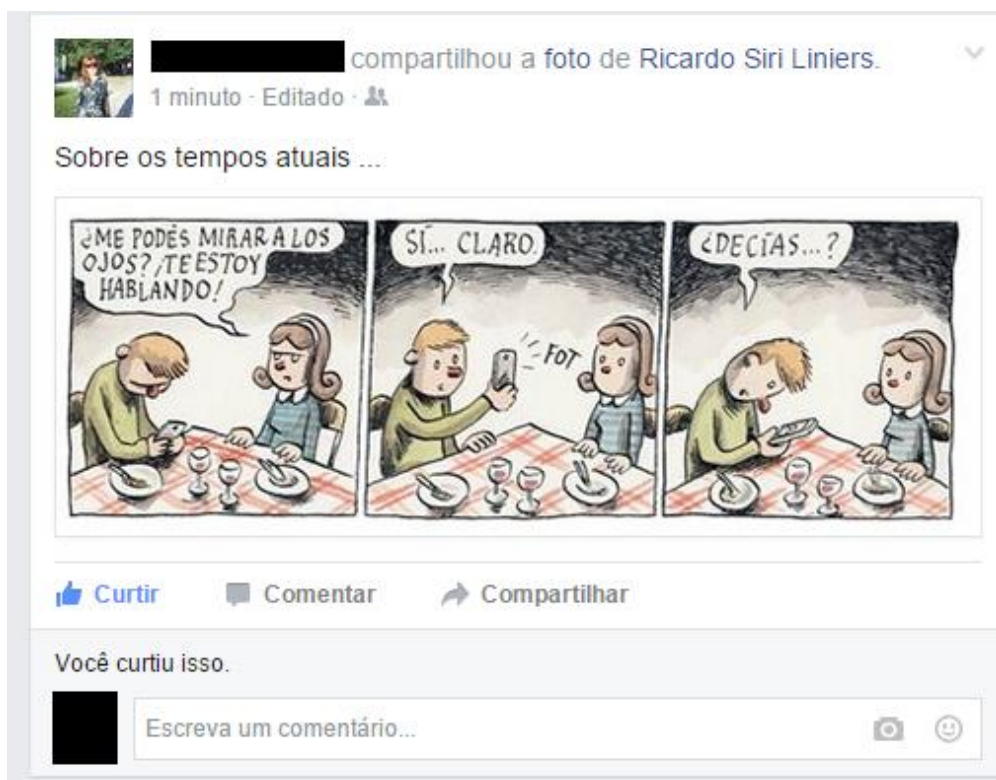 compartilhou a foto de Ricardo Siri Liniers.
1 minuto · Editado ·
Sobre os tempos atuais ...
¿ME PODÉS MIRAR A LOS
OJOS? ¡TE ESTOY
HABLANDO!
SÍ... CLARO.
FOT
¿DECÍAS...?
Curtir Comentar Compartilhar
Você curtiu isso.
Escreva um comentário...